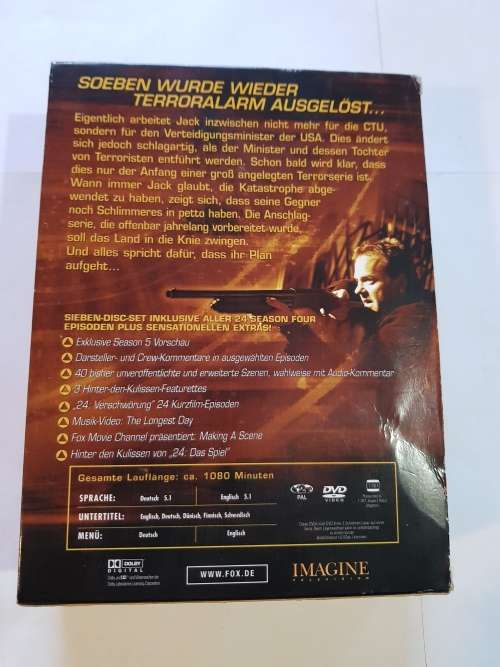 SOEBEN WURDE WIEDER
TERRORALARM AUSGELÖST...
Eigentlich arbeitet Jack inzwischen nicht mehr für die CTU,
sondern für den Verteidigungsminister der USA. Dies ändert
sich jedoch schlagartig, als der Minister und dessen Tochter
von Terroristen entführt werden. Schon bald wird klar, dass
dies nur der Anfang einer groß angelegten Terrorserie ist.
Wann immer Jack glaubt, die Katastrophe abge-
wendet zu haben, zeigt sich, dass seine Gegner
noch Schlimmeres in petto haben. Die Anschlag-
serie, die offenbar jahrelang vorbereitet wurde,
soll das Land in die Knie zwingen.
Und alles spricht dafür, dass ihr Plan
aufgeht...
SIEBEN-DISC-SET INKLUSIVE ALLER 24 SEASON FOUR
EPISODEN PLUS SENSATIONELLEN EXTRAS!
Exklusive Season 5 Vorschau
Darsteller- und Crew-Kommentare in ausgewählten Episoden
40 bisher unveröffentlichte und erweiterte Szenen, wahlweise mit Audio-Kommentar
3 Hinter-den-Kulissen-Featurettes
„24: Verschwörung" 24 Kurzfilm-Episoden
Musik-Video: The Longest Day
Fox Movie Channel präsentiert: Making A Scene
Hinter den Kulissen von "24: Das Spiel"
Gesamte Lauflänge: ca. 1080 Minuten
SPRACHE: Deutsch 5.1 Englisch 5.1
UNTERTITEL: Englisch, Deutsch, Dänisch, Finnisch, Schwedisch
MENÜ: Deutsch Englisch
PAL
DVD
VIDEO
DOLBY
DIGITAL
WWW.FOX.DE
IMAGINE
TELEVISION